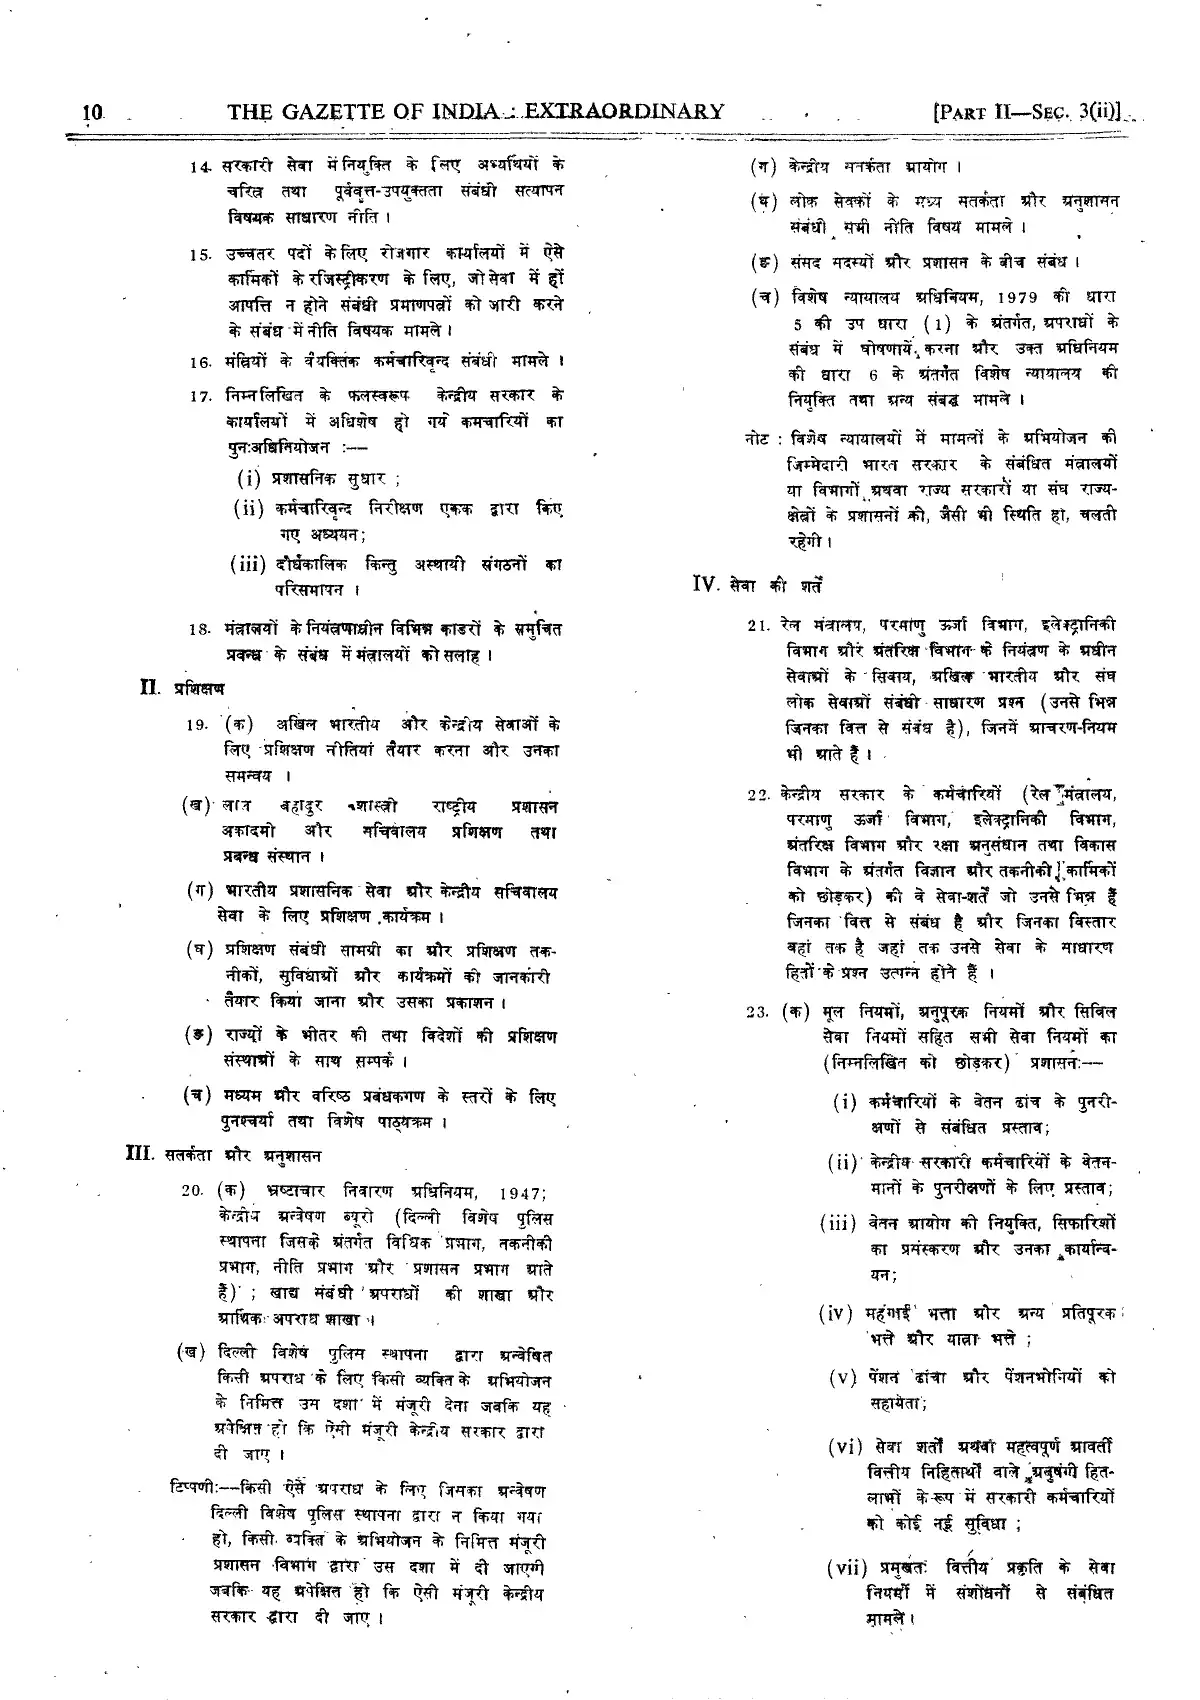 10 THE GAZETTE OF INDIA : EXTRAORDINARY [PART II—SEC. 3(ii)]
14. सरकारी सेवा में नियुक्ति के लिए अभ्यर्थियों के
चरित्र तथा पूर्ववृत्त-उपयुक्तता संबंधी सत्यापन
विषयक साधारण नीति ।
15. उच्चतर पदों के लिए रोजगार कार्यालयों में ऐसे
कार्मिकों के रजिस्ट्रीकरण के लिए, जो सेवा में हों
आपत्ति न होने संबंधी प्रमाणपत्रों को जारी करने
के संबंध में नीति विषयक मामले ।
16. मंत्रियों के वैयक्तिक कर्मचारिवृन्द संबंधी मामले ।
17. निम्नलिखित के फलस्वरूप केन्द्रीय सरकार के
कार्यालयों में अधिशेष हो गये कर्मचारियों का
पुनःअभिनियोजन :—
(i) प्रशासनिक सुधार ;
(ii) कर्मचारिवृन्द निरीक्षण एकक द्वारा किए
गए अध्ययन;
(iii) दीर्घकालिक किन्तु अस्थायी संगठनों का
परिसमापन ।
18. मंत्रालयों के नियंत्रणाधीन विभिन्न काडरों के समुचित
प्रबन्ध के संबंध में मंत्रालयों को सलाह ।
II. प्रशिक्षण
19. (क) अखिल भारतीय और केन्द्रीय सेवाओं के
लिए प्रशिक्षण नीतियां तैयार करना और उनका
समन्वय ।
(ख) लाल बहादुर शास्त्री राष्ट्रीय प्रशासन
अकादमी और सचिवालय प्रशिक्षण तथा
प्रबन्ध संस्थान ।
(ग) भारतीय प्रशासनिक सेवा और केन्द्रीय सचिवालय
सेवा के लिए प्रशिक्षण कार्यक्रम ।
(घ) प्रशिक्षण संबंधी सामग्री का और प्रशिक्षण तक-
नीकों, सुविधाओं और कार्यक्रमों की जानकारी
तैयार किया जाना और उसका प्रकाशन ।
(ङ) राज्यों के भीतर की तथा विदेशों की प्रशिक्षण
संस्थाओं के साथ सम्पर्क ।
(च) मध्यम और वरिष्ठ प्रबंधकगण के स्तरों के लिए
पुनश्चर्या तथा विशेष पाठ्यक्रम ।
III. सतर्कता और अनुशासन
20. (क) भ्रष्टाचार निवारण अधिनियम, 1947;
केन्द्रीय अन्वेषण ब्यूरो (दिल्ली विशेष पुलिस
स्थापना जिसके अंतर्गत विधिक प्रभाग, तकनीकी
प्रभाग, नीति प्रभाग और प्रशासन प्रभाग आते
हैं) ; खाद्य संबंधी अपराधों की शाखा और
आर्थिक अपराध शाखा ।
(ख) दिल्ली विशेष पुलिस स्थापना द्वारा अन्वेषित
किसी अपराध के लिए किसी व्यक्ति के अभियोजन
के निमित्त उस दशा में मंजूरी देना जबकि यह
अपेक्षित हो कि ऐसी मंजूरी केन्द्रीय सरकार द्वारा
दी जाए ।
टिप्पणी:—किसी ऐसे अपराध के लिए जिसका अन्वेषण
दिल्ली विशेष पुलिस स्थापना द्वारा न किया गया
हो, किसी व्यक्ति के अभियोजन के निमित्त मंजूरी
प्रशासन विभाग द्वारा उस दशा में दी जाएगी
जबकि यह अपेक्षित हो कि ऐसी मंजूरी केन्द्रीय
सरकार द्वारा दी जाए ।
(ग) केन्द्रीय सतर्कता आयोग ।
(घ) लोक सेवकों के मध्य सतर्कता और अनुशासन
संबंधी सभी नीति विषय मामले ।
(ङ) संसद सदस्यों और प्रशासन के बीच संबंध ।
(च) विशेष न्यायालय अधिनियम, 1979 की धारा
5 की उप धारा (1) के अंतर्गत, अपराधों के
संबंध में घोषणायें करना और उक्त अधिनियम
की धारा 6 के अंतर्गत विशेष न्यायालय की
नियुक्ति तथा अन्य संबद्ध मामले ।
नोट : विशेष न्यायालयों में मामलों के अभियोजन की
जिम्मेदारी भारत सरकार के संबंधित मंत्रालयों
या विभागों अथवा राज्य सरकारों या संघ राज्य-
क्षेत्रों के प्रशासनों की, जैसी भी स्थिति हो, चलती
रहेगी ।
IV. सेवा की शर्तें
21. रेल मंत्रालय, परमाणु ऊर्जा विभाग, इलेक्ट्रानिकी
विभाग और अंतरिक्ष विभाग के नियंत्रण के अधीन
सेवाओं के सिवाय, अखिल भारतीय और संघ
लोक सेवाओं संबंधी साधारण प्रश्न (उनसे भिन्न
जिनका वित्त से संबंध है), जिनमें आचरण-नियम
भी आते हैं ।
22. केन्द्रीय सरकार के कर्मचारियों (रेल मंत्रालय,
परमाणु ऊर्जा विभाग, इलेक्ट्रानिकी विभाग,
अंतरिक्ष विभाग और रक्षा अनुसंधान तथा विकास
विभाग के अंतर्गत विज्ञान और तकनीकी कार्मिकों
को छोड़कर) की वे सेवा-शर्तें जो उनसे भिन्न हैं
जिनका वित्त से संबंध है और जिनका विस्तार
वहां तक है जहां तक उनसे सेवा के साधारण
हितों के प्रश्न उत्पन्न होते हैं ।
23. (क) मूल नियमों, अनुपूरक नियमों और सिविल
सेवा नियमों सहित सभी सेवा नियमों का
(निम्नलिखित को छोड़कर) प्रशासन:—
(i) कर्मचारियों के वेतन ढांचे के पुनरी-
क्षणों से संबंधित प्रस्ताव;
(ii) केन्द्रीय सरकारी कर्मचारियों के वेतन-
मानों के पुनरीक्षणों के लिए प्रस्ताव;
(iii) वेतन आयोग की नियुक्ति, सिफारिशों
का प्रसंस्करण और उनका कार्यान्व-
यन;
(iv) महंगाई भत्ता और अन्य प्रतिपूरक
भत्ते और यात्रा भत्ते ;
(v) पेंशन ढांचा और पेंशनभोगियों को
सहायता;
(vi) सेवा शर्तों अथवा महत्वपूर्ण आवर्ती
वित्तीय निहितार्थों वाले अनुषंगी हित-
लाभों के रूप में सरकारी कर्मचारियों
को कोई नई सुविधा ;
(vii) प्रमुखतः वित्तीय प्रकृति के सेवा
नियमों में संशोधनों से संबंधित
मामले ।